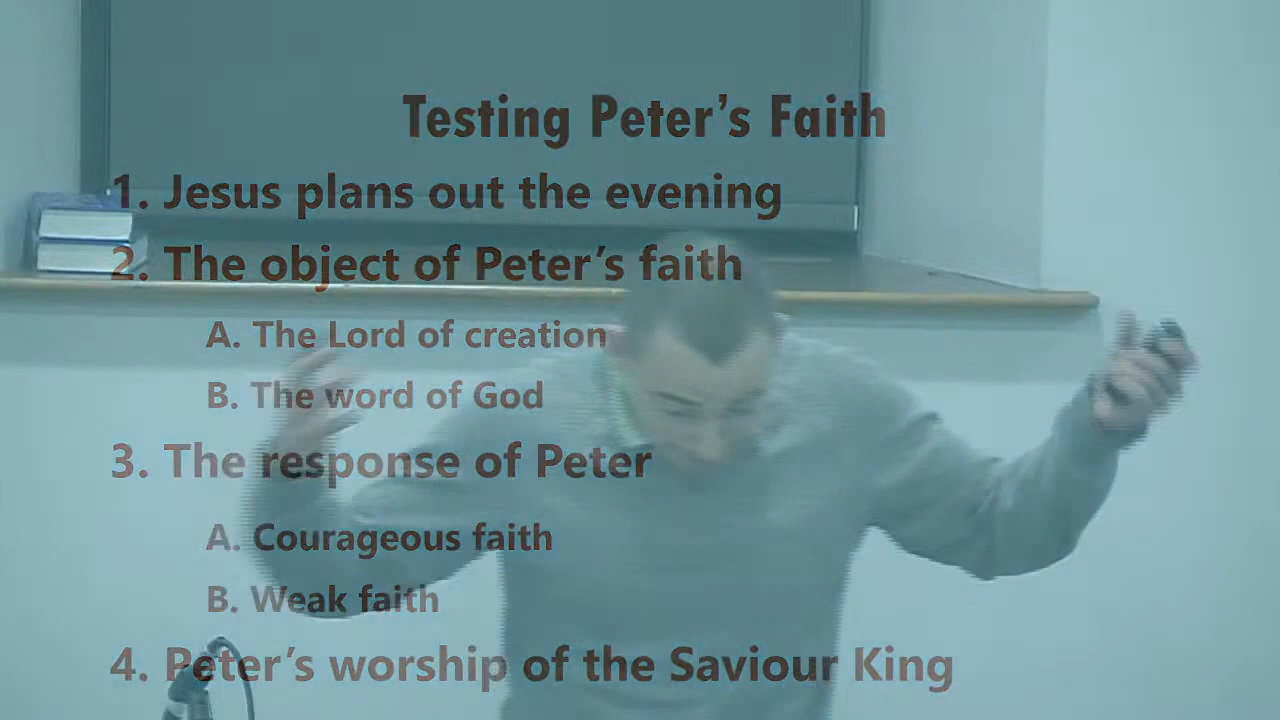 Testing Peter’s Faith
1. Jesus plans out the evening
2. The object of Peter’s faith
A. The Lord of creation
B. The word of God
3. The response of Peter
A. Courageous faith
B. Weak faith
4. Peter’s worship of the Saviour King